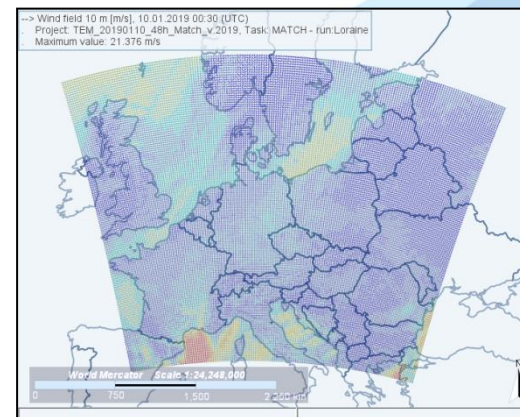 --> Wind field 10 m [m/s], 10.01.2019 00:30 (UTC)
Project: TEM_20190110_48h_Match_v.2019, Task: MATCH - run:Loraine
Maximum value: 21.376 m/s
World Mercator Scale 1:24,248,000
0 750 1,500 2,250 km